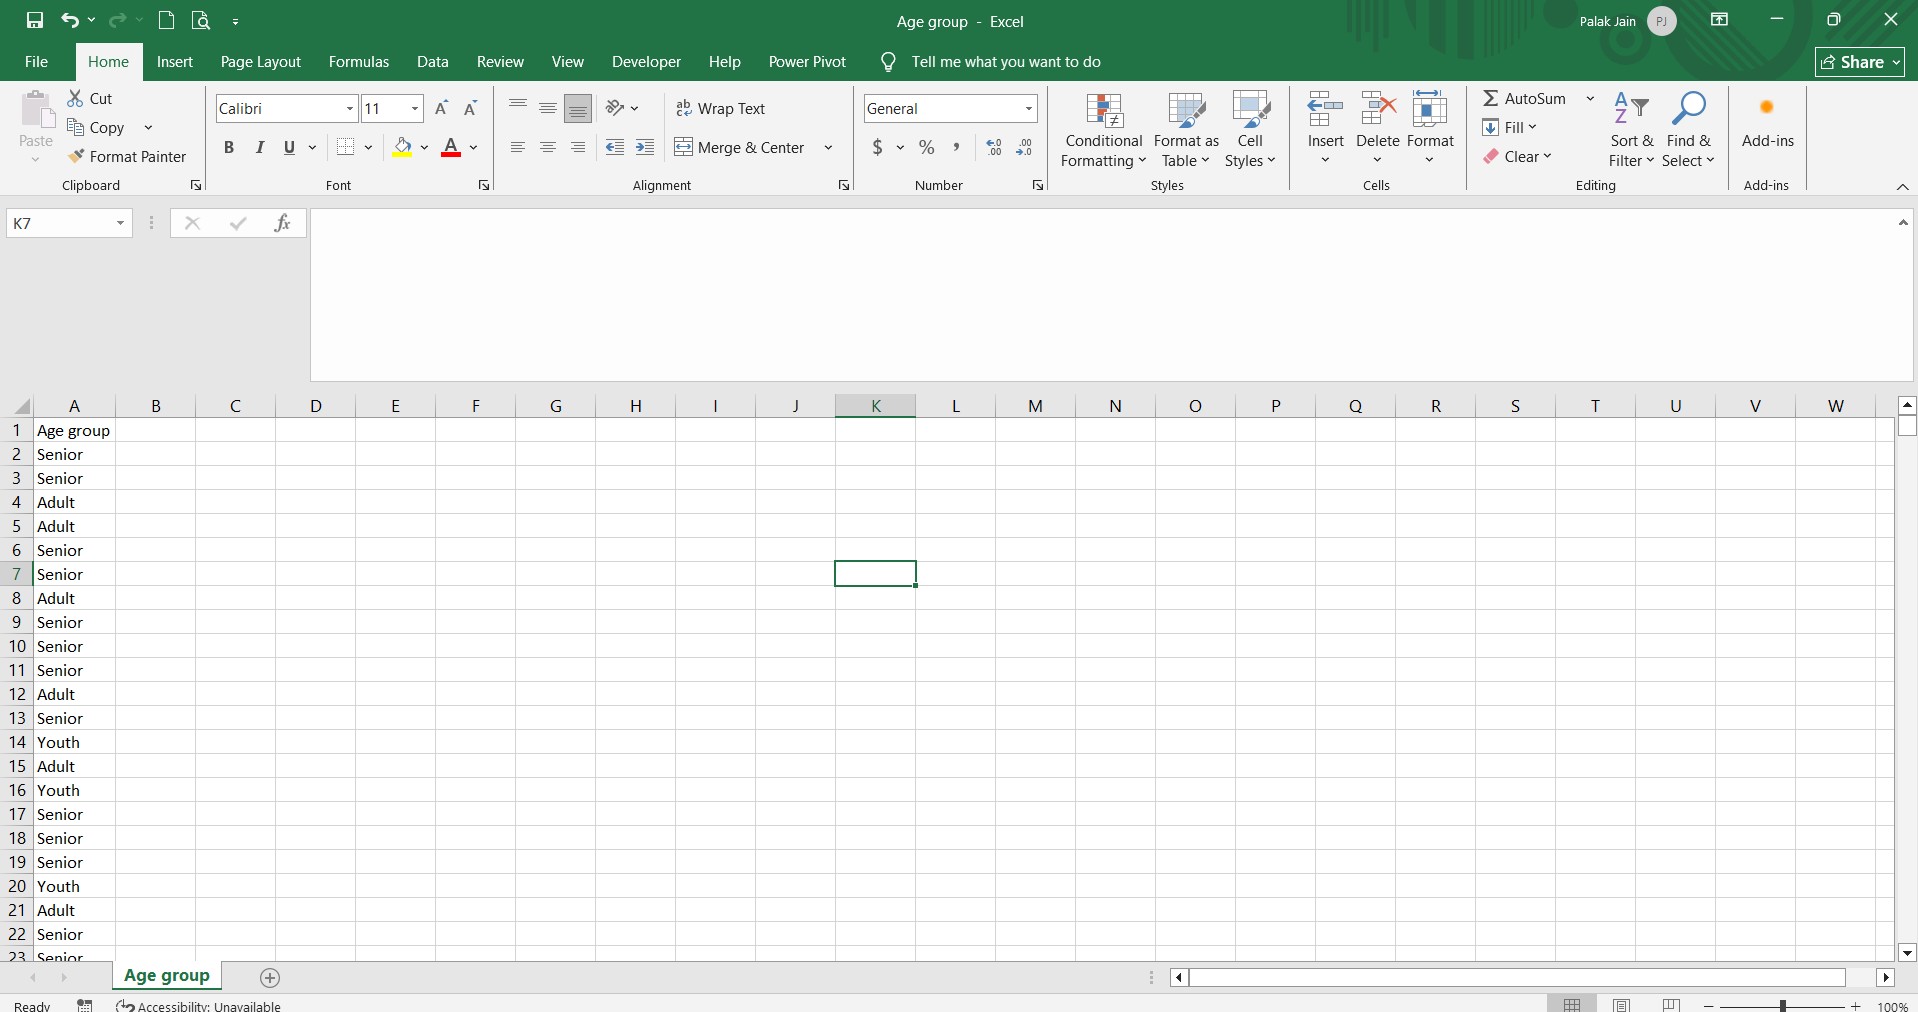 Age group - Excel
Palak Jain
PJ
File Home Insert Page Layout Formulas Data Review View Developer Help Power Pivot Tell me what you want to do
Share
Paste
Cut
Copy
Format Painter
Clipboard
Calibri 11
B I U
Font
Wrap Text
Merge & Center
Alignment
General
$ % ,
Number
Conditional Formatting
Format as Table
Cell Styles
Styles
Insert Delete Format
Cells
AutoSum
Fill
Clear
Sort & Filter
Find & Select
Editing
Add-ins
Add-ins
K7
fx
A B C D E F G H I J K L M N O P Q R S T U V W
1 Age group
2 Senior
3 Senior
4 Adult
5 Adult
6 Senior
7 Senior
8 Adult
9 Senior
10 Senior
11 Senior
12 Adult
13 Senior
14 Youth
15 Adult
16 Youth
17 Senior
18 Senior
19 Senior
20 Youth
21 Adult
22 Senior
23 Senior
Age group
Ready
Accessibility: Unavailable
100%